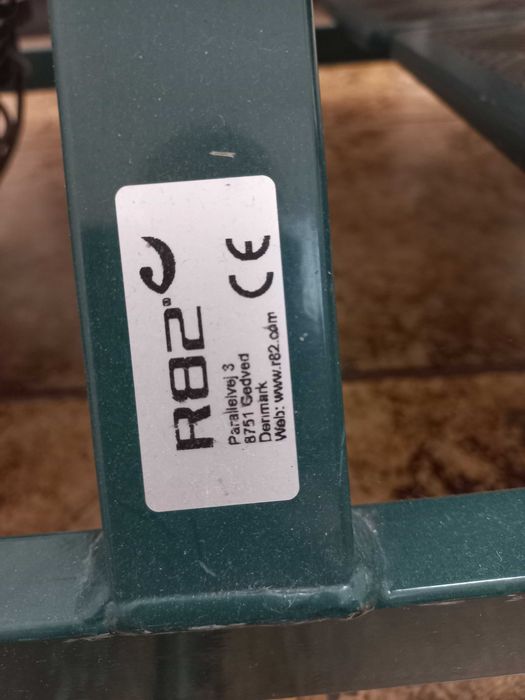 R82®
CE
Parallelvej 3
8751 Gedved
Denmark
Web: www.r82.com